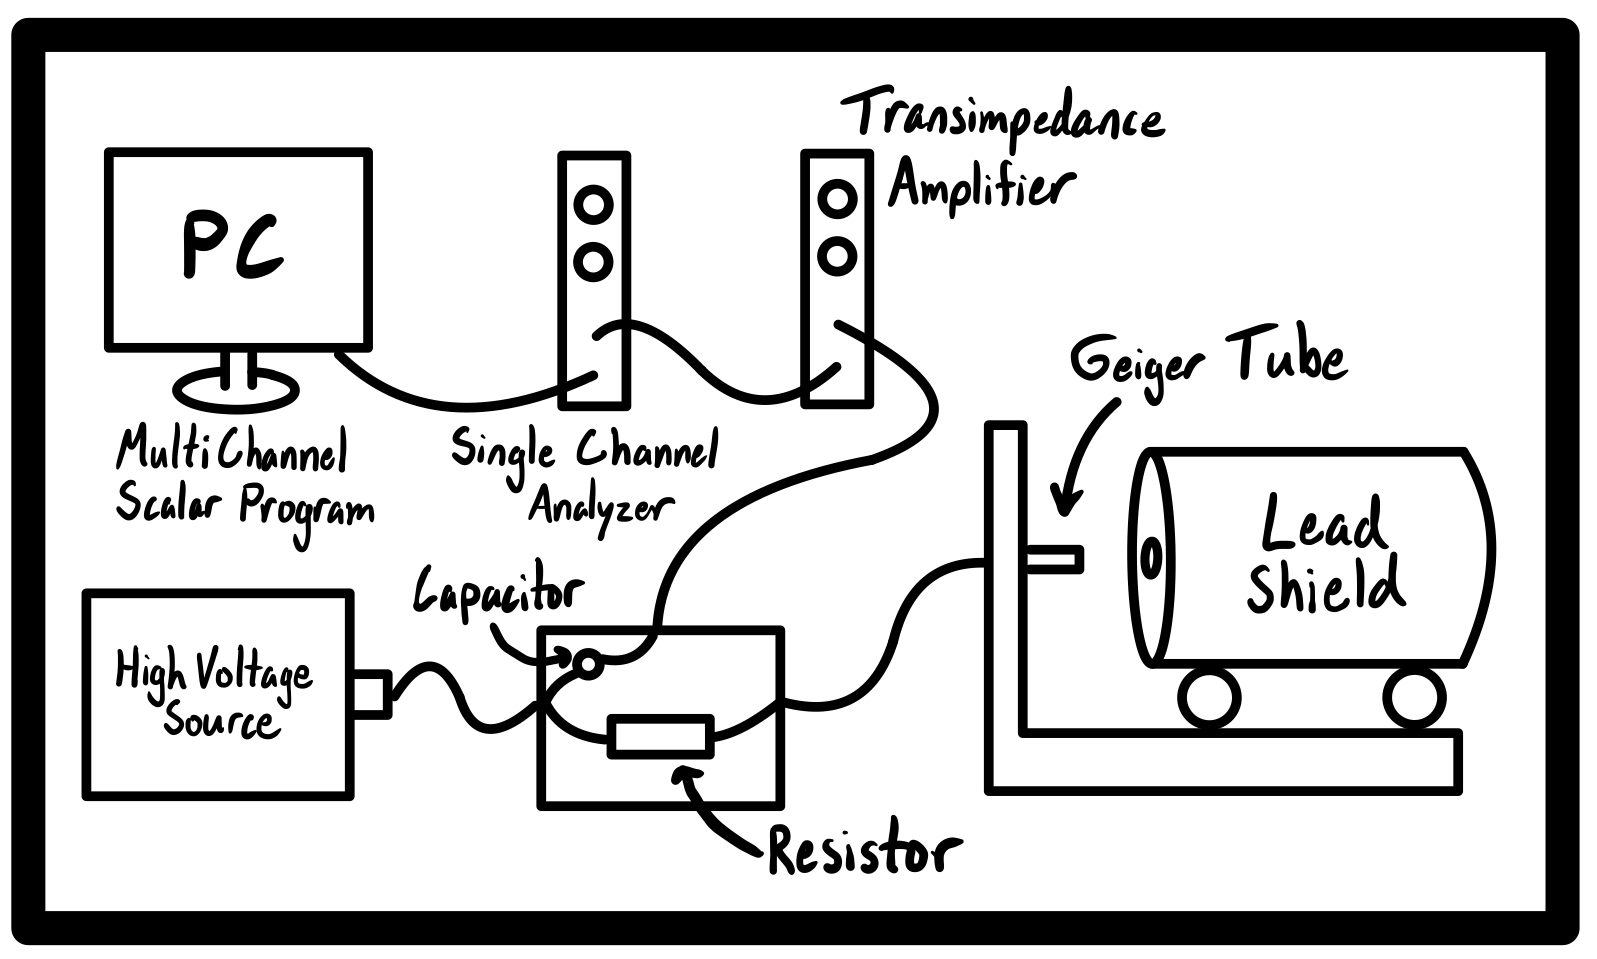 Transimpedance
Amplifier
PC
Geiger Tube
MultiChannel
Scalar Program
Single Channel
Analyzer
Lead
Shield
Capacitor
High Voltage
Source
Resistor